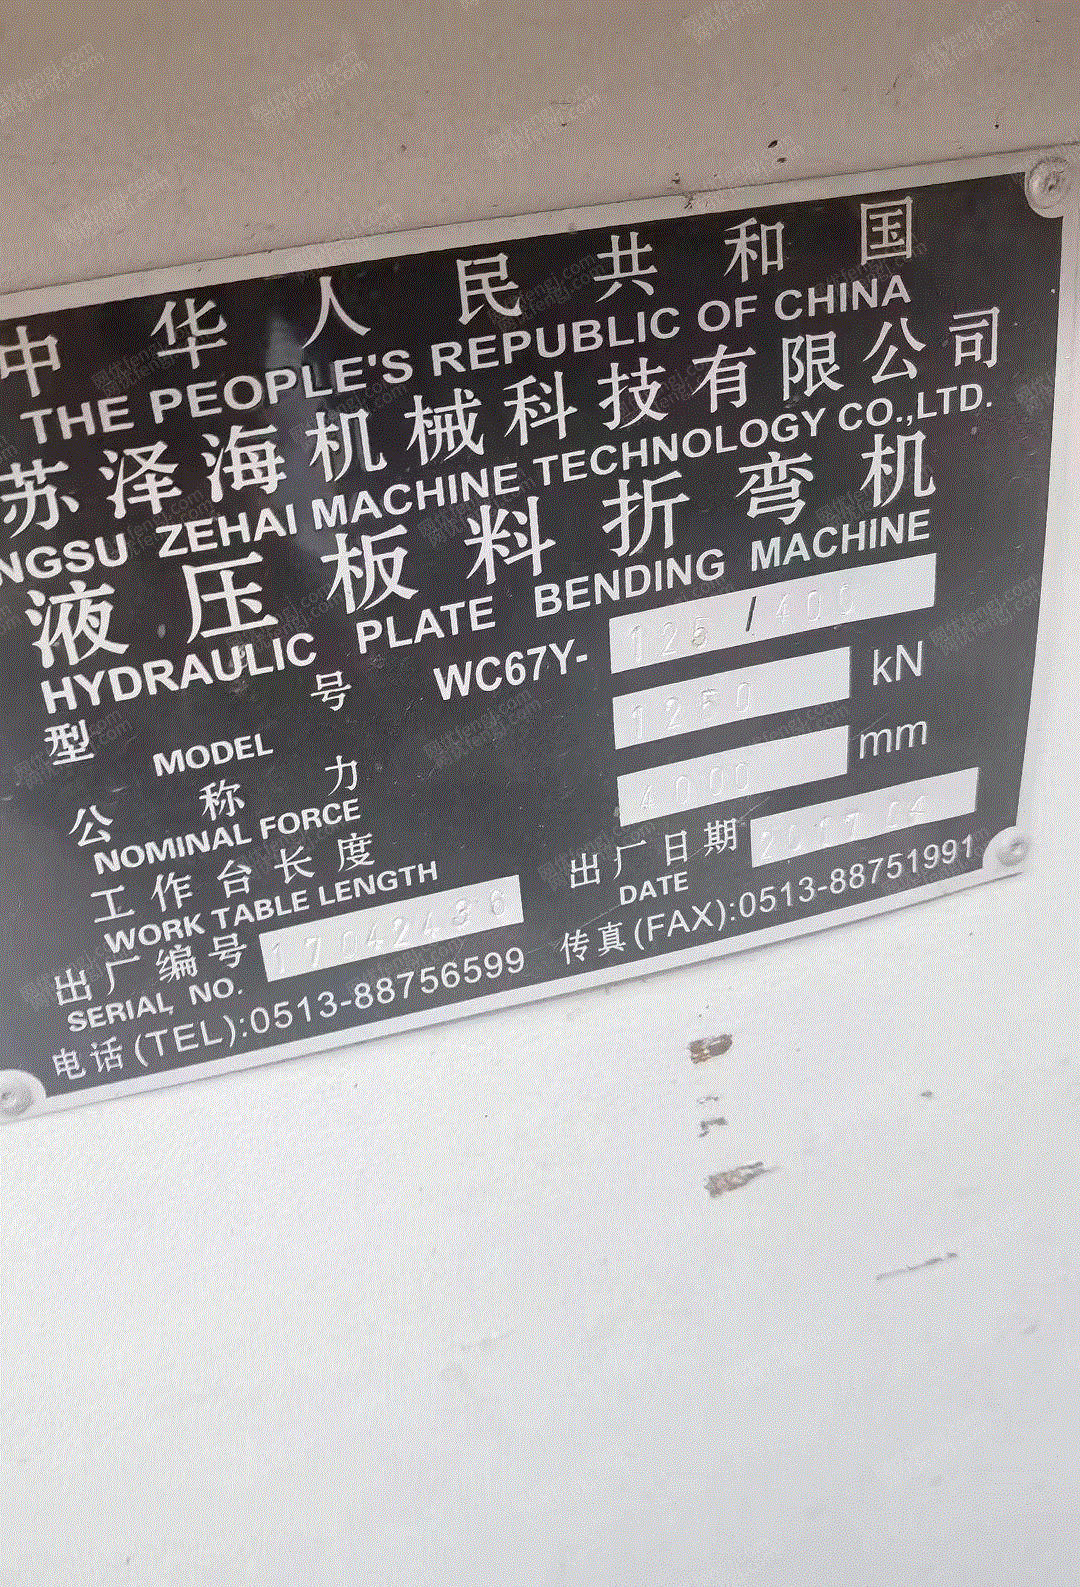 中华人民共和国
THE PEOPLE'S REPUBLIC OF CHINA
苏泽海机械科技有限公司
NGSU ZEHAI MACHINE TECHNOLOGY CO.,LTD.
液压板料折弯机
HYDRAULIC PLATE BENDING MACHINE
型号 WC67Y-125/400
MODEL
公称力 1250 kN
NOMINAL FORCE
工作台长度 4000 mm
WORK TABLE LENGTH
出厂编号 17042436 出厂日期 2017 04
SERIAL NO. DATE
电话(TEL):0513-88756599 传真(FAX):0513-88751991